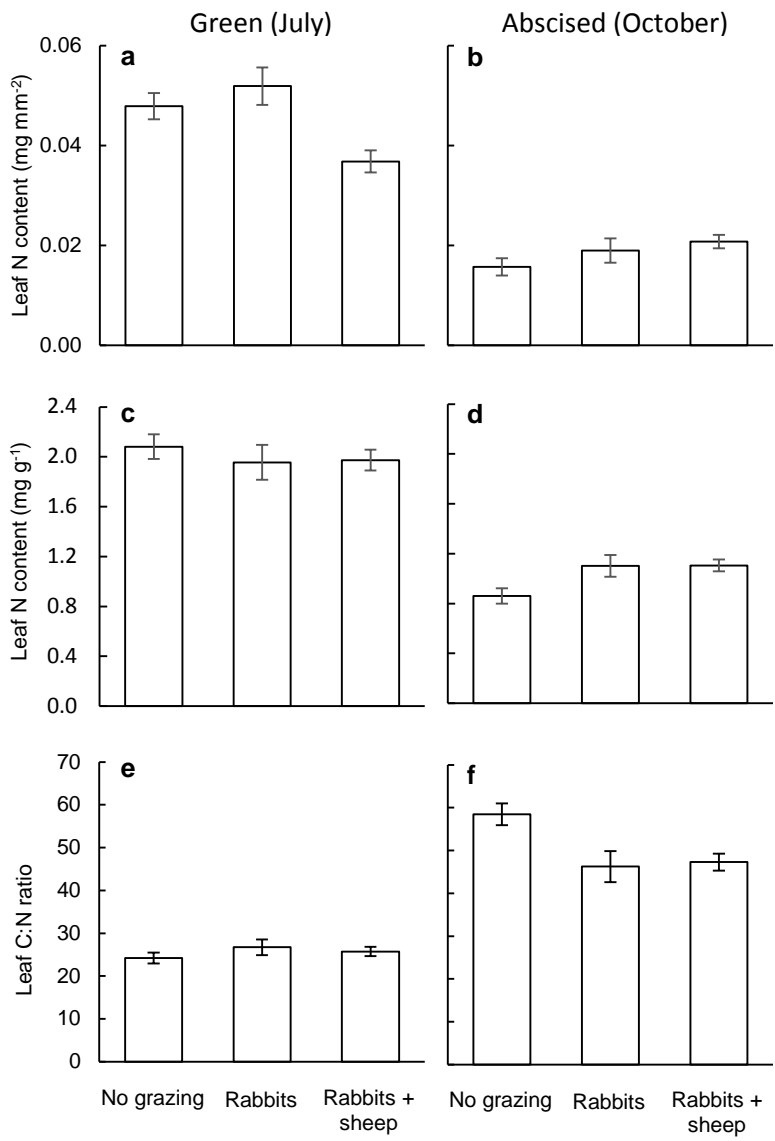 Green (July)
Abscised (October)
a
b
Leaf N content (mg mm⁻²)
0.06
0.04
0.02
0.00
c
d
Leaf N content (mg g⁻¹)
2.4
2.0
1.6
1.2
0.8
0.4
0.0
e
f
Leaf C:N ratio
70
60
50
40
30
20
10
0
No grazing
Rabbits
Rabbits +
sheep
No grazing
Rabbits
Rabbits +
sheep